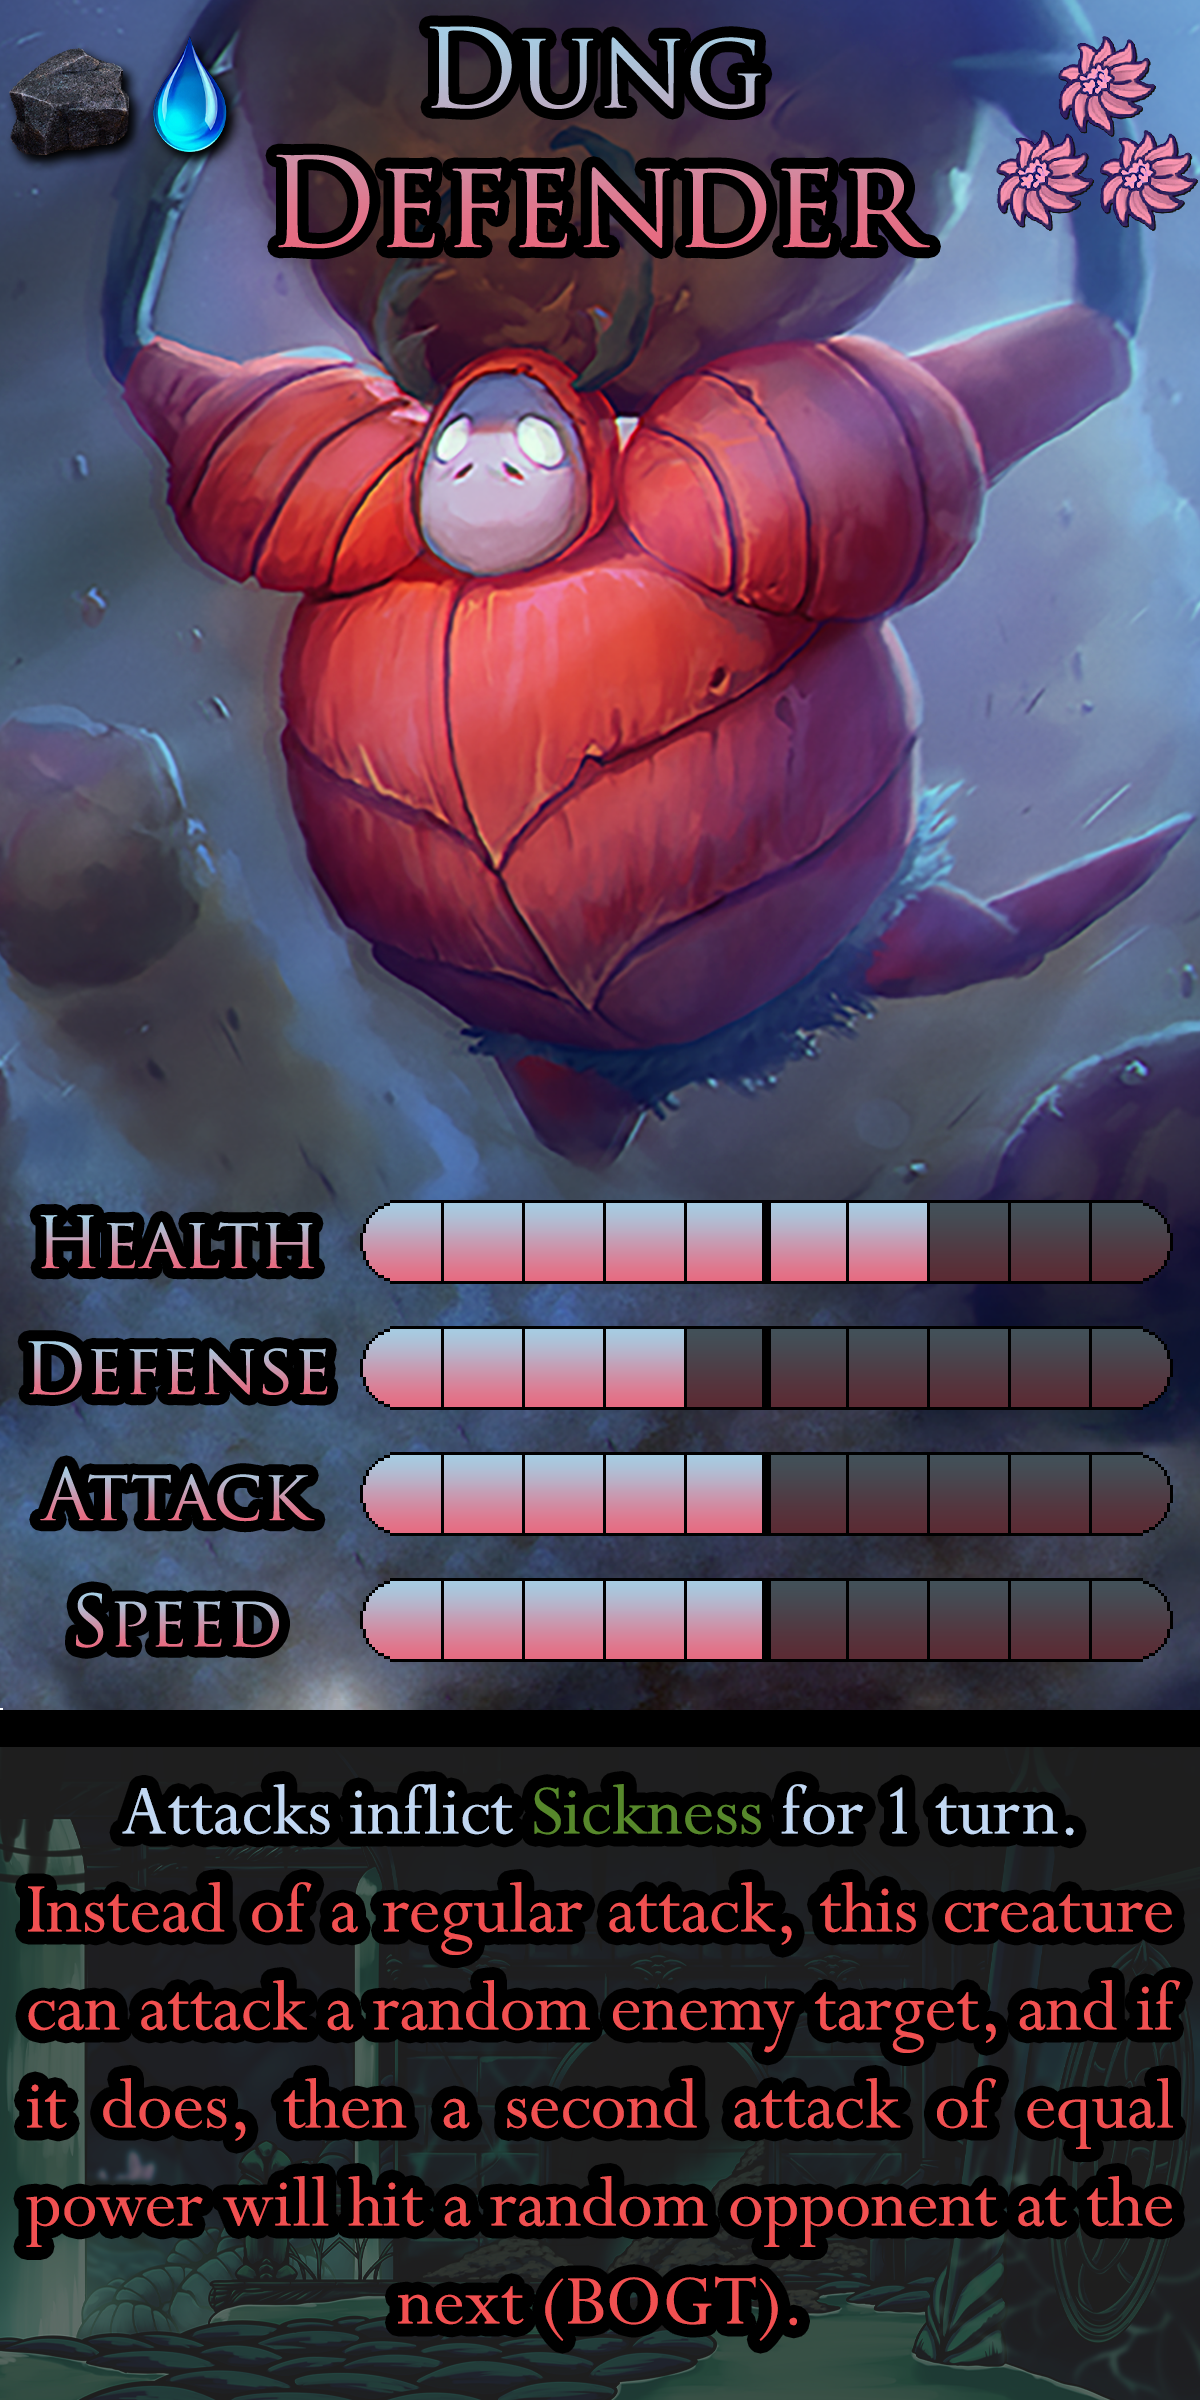 Dung
Defender
Health
Defense
Attack
Speed
Attacks inflict Sickness for 1 turn.
Instead of a regular attack, this creature
can attack a random enemy target, and if
it does, then a second attack of equal
power will hit a random opponent at the
next (BOGT).